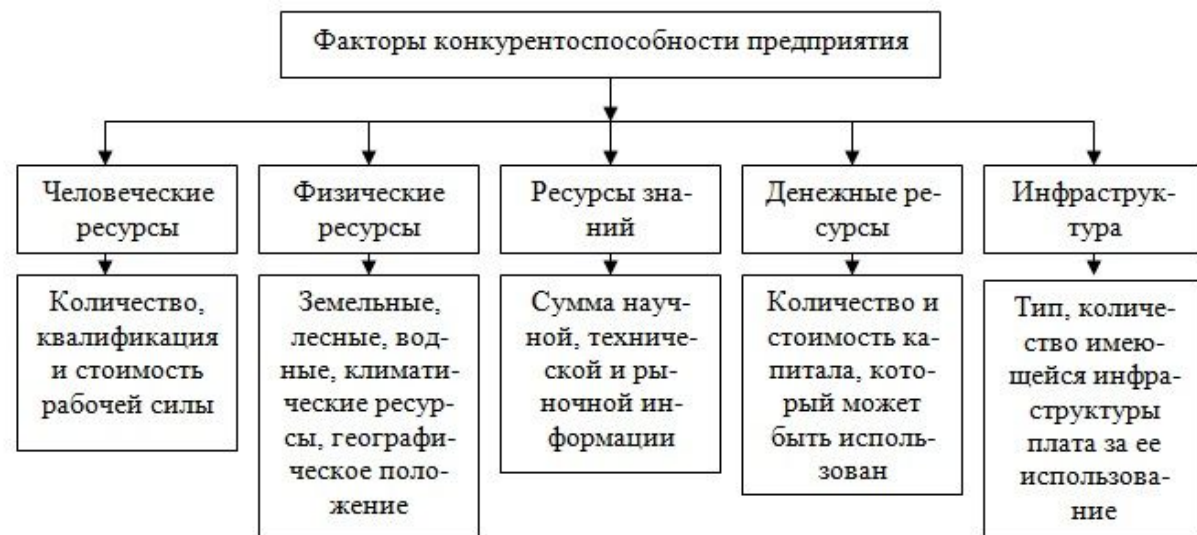 Факторы конкурентоспособности предприятия
Человеческие
ресурсы
Физические
ресурсы
Ресурсы зна-
ний
Денежные ре-
сурсы
Инфраструк-
тура
Количество,
квалификация
и стоимость
рабочей силы
Земельные,
лесные, вод-
ные, климати-
ческие ресур-
сы, географи-
ческое поло-
жение
Сумма науч-
ной, техниче-
ской и ры-
ночной ин-
формации
Количество и
стоимость ка-
питала, кото-
рый может
быть исполь-
зован
Тип, количе-
ство имею-
щейся инфра-
структуры
плата за ее
использова-
ние